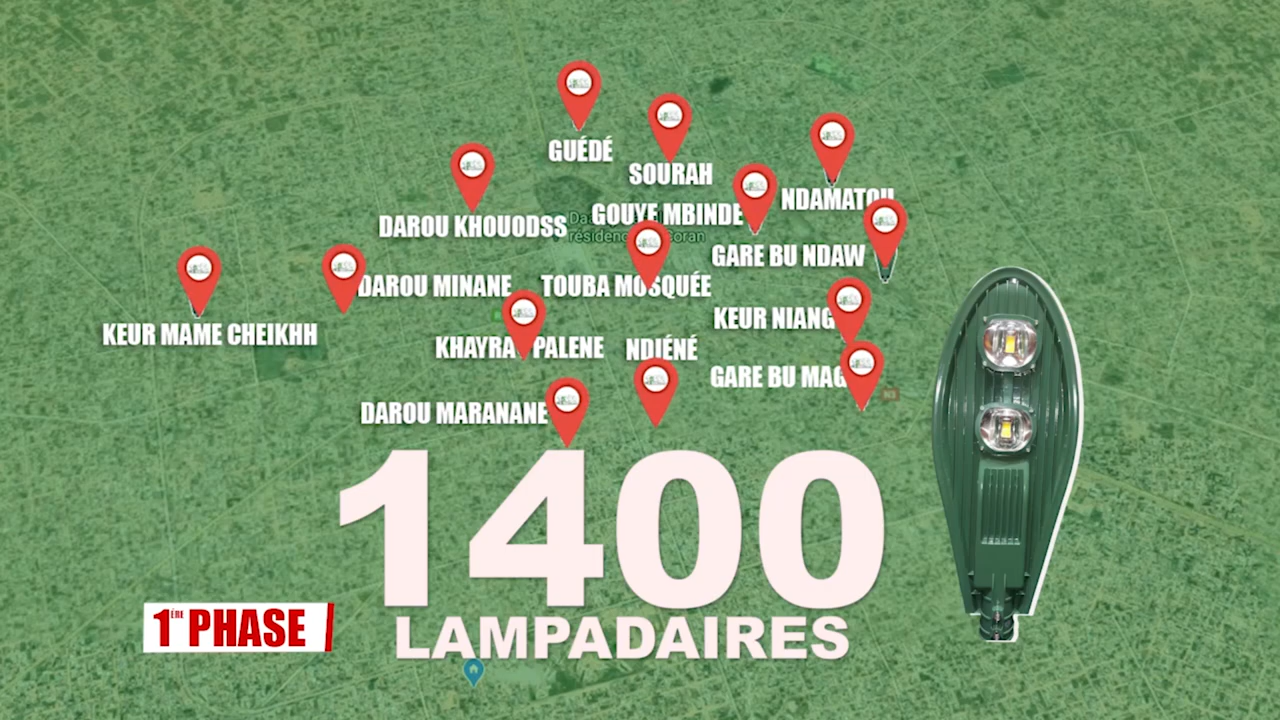 GUÉDÉ
SOURAH
NDAMATOU
DAROU KHOUODSS
GOUYE MBINDE
GARE BU NDAW
DAROU MINANE
TOUBA MOSQUÉE
KEUR MAME CHEIKHH
KEUR NIANG
KHAYRA PALENE
NDIÉNÉ
GARE BU MAG
DAROU MARANANE
1400
LAMPADAIRES
1ÈRE PHASE